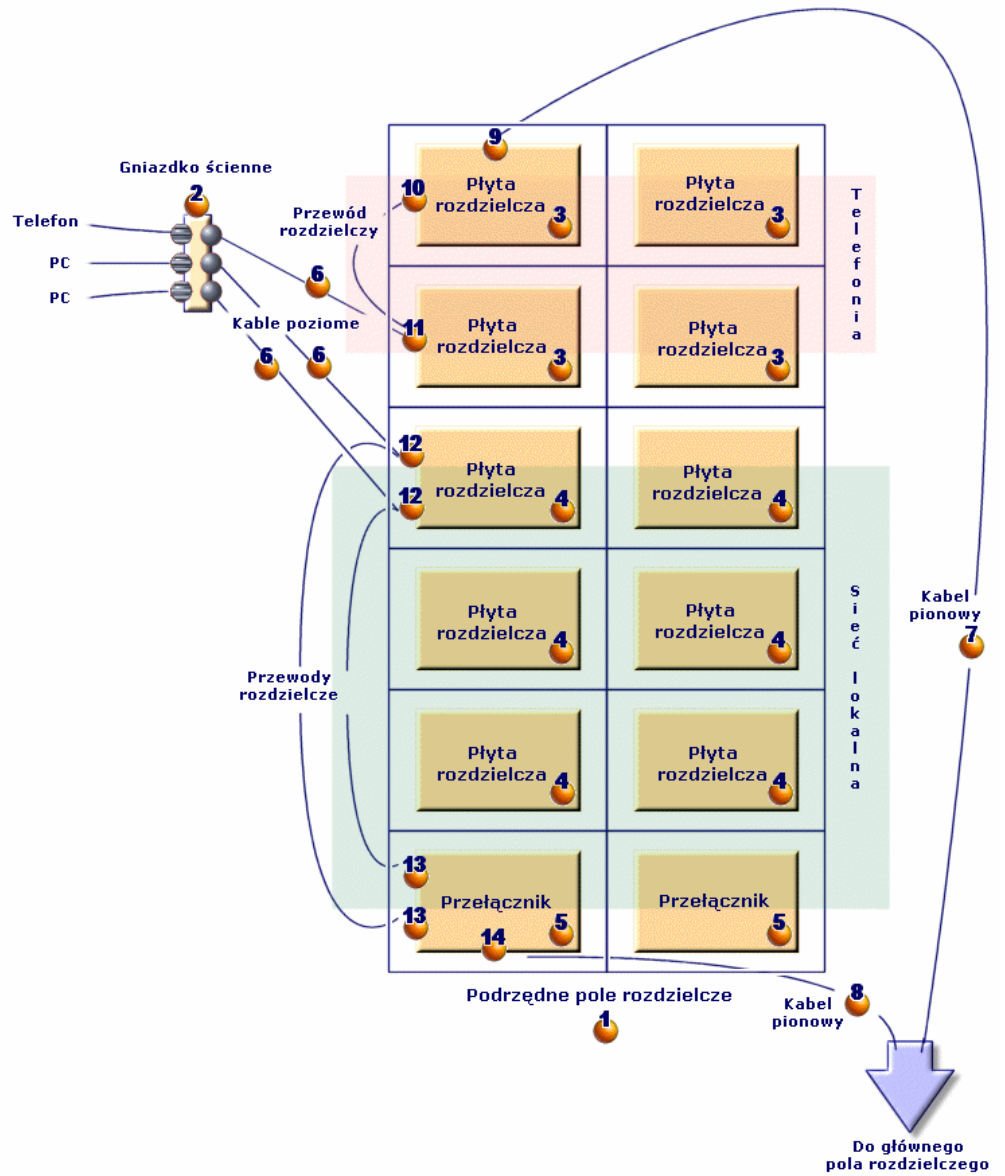 9
Gniazdko ścienne
2
Płyta
rozdzielcza
3
Płyta
rozdzielcza
3
10
Przewód
rozdzielczy
Telefon
PC
PC
6
Telefonia
Kable poziome
11
Płyta
rozdzielcza
3
Płyta
rozdzielcza
3
6
6
12
12
Płyta
rozdzielcza
4
Płyta
rozdzielcza
4
Płyta
rozdzielcza
4
Płyta
rozdzielcza
4
Sieć lokalna
Kabel
pionowy
7
Przewody
rozdzielcze
Płyta
rozdzielcza
4
Płyta
rozdzielcza
4
13
13
Przełącznik
5
14
Przełącznik
5
Podrzędne pole rozdzielcze
1
Kabel
pionowy
8
Do głównego
pola rozdzielczego